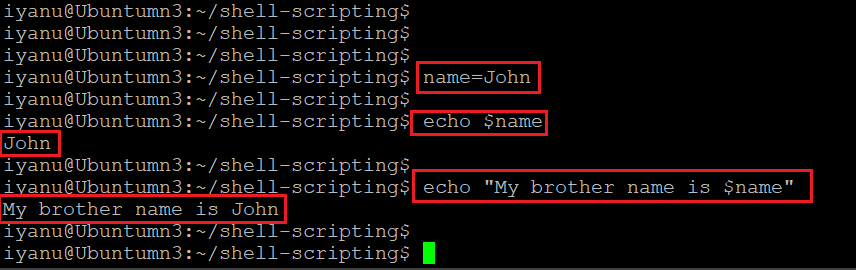 iyanu@Ubuntumn3:~/shell-scripting$
iyanu@Ubuntumn3:~/shell-scripting$
iyanu@Ubuntumn3:~/shell-scripting$
iyanu@Ubuntumn3:~/shell-scripting$ name=John
iyanu@Ubuntumn3:~/shell-scripting$
iyanu@Ubuntumn3:~/shell-scripting$ echo $name
John
iyanu@Ubuntumn3:~/shell-scripting$
iyanu@Ubuntumn3:~/shell-scripting$ echo "My brother name is $name"
My brother name is John
iyanu@Ubuntumn3:~/shell-scripting$
iyanu@Ubuntumn3:~/shell-scripting$